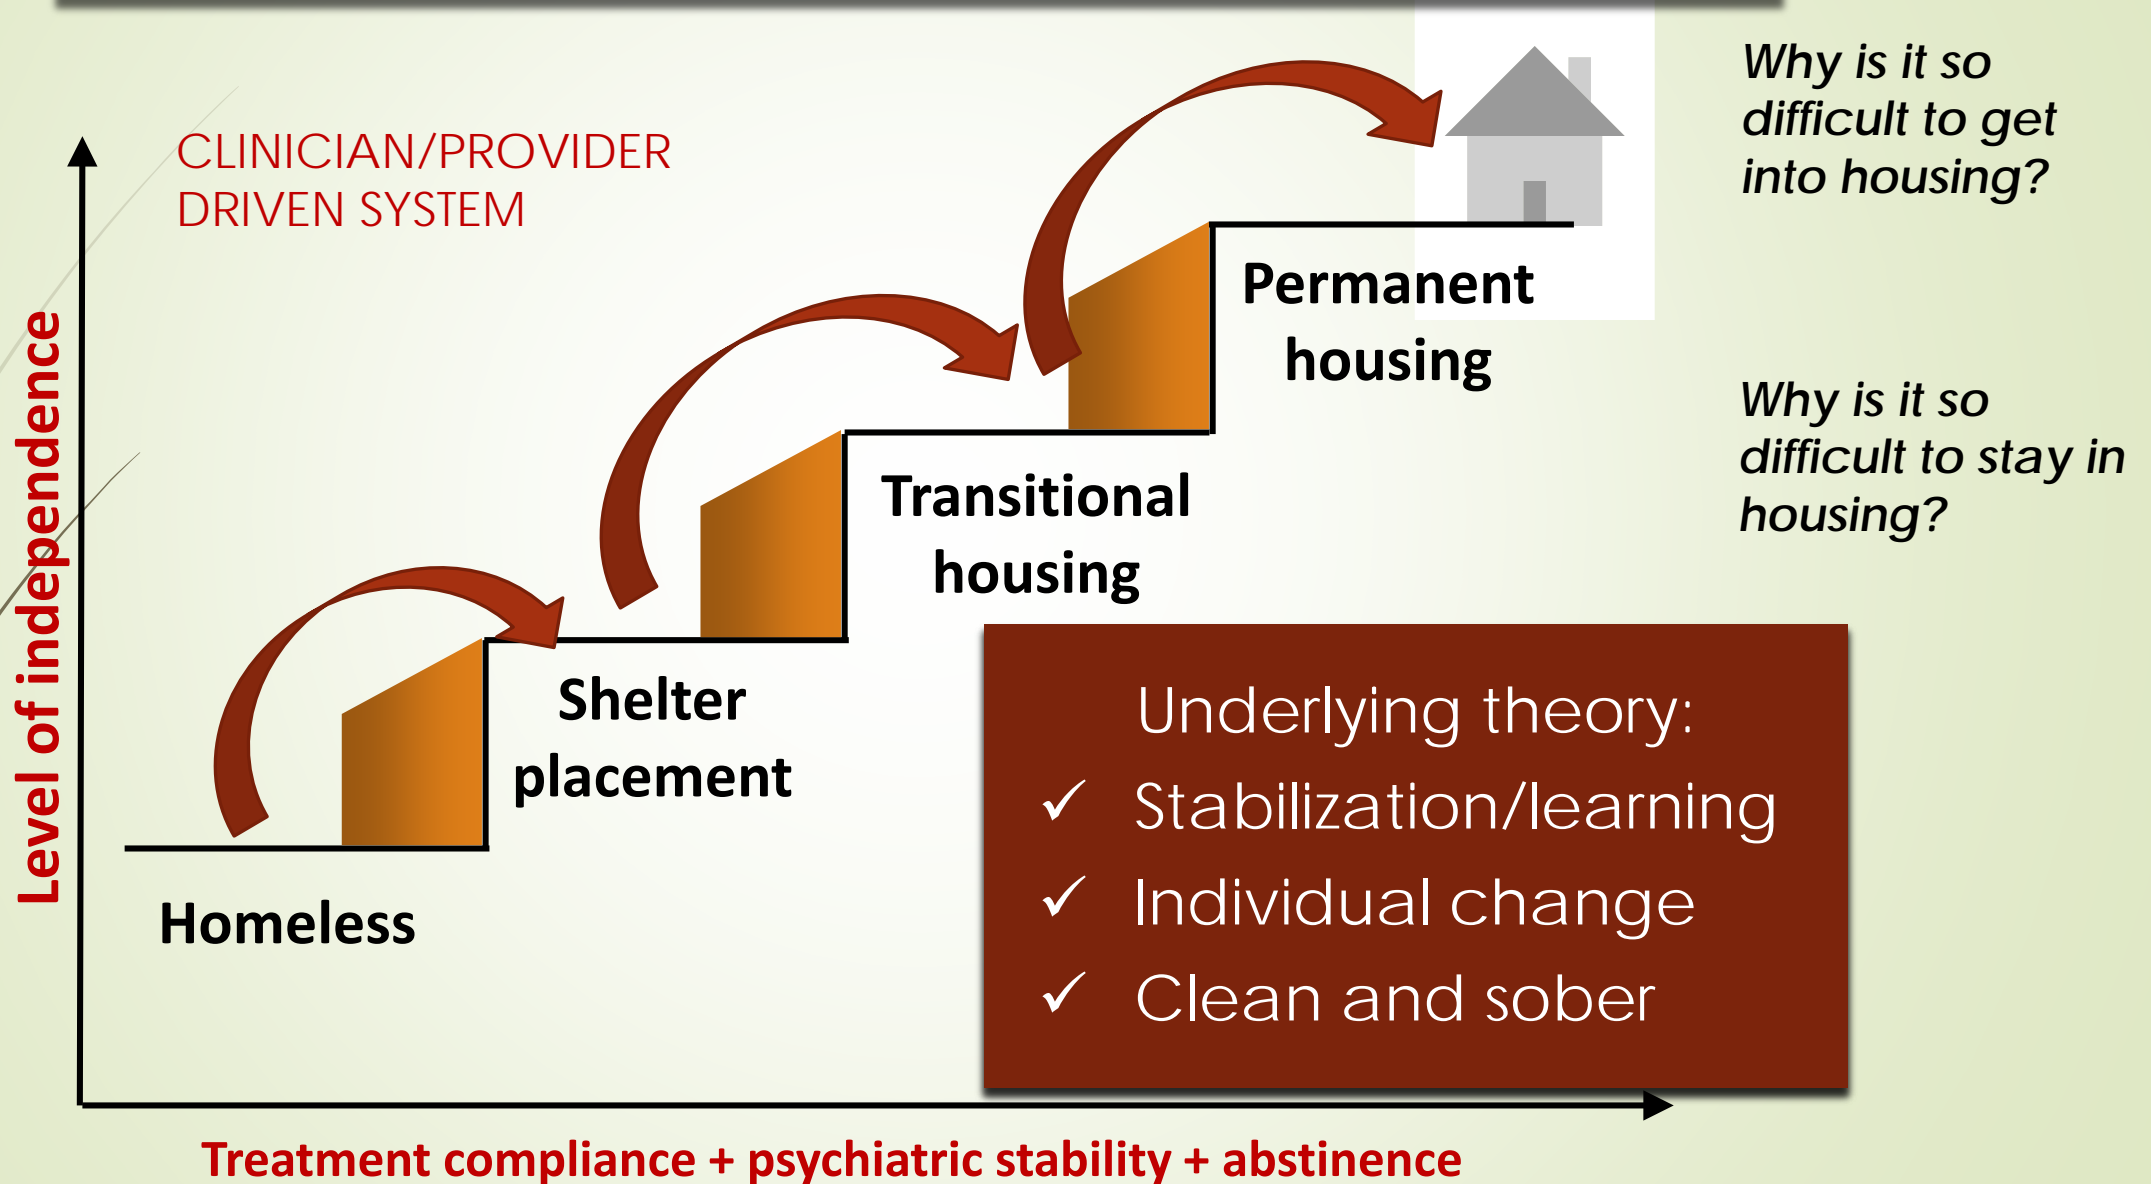 CLINICIAN/PROVIDER
DRIVEN SYSTEM
Why is it so
difficult to get
into housing?
Permanent
housing
Why is it so
difficult to stay in
housing?
Transitional
housing
Shelter
placement
Homeless
Level of independence
Underlying theory:
✓ Stabilization/learning
✓ Individual change
✓ Clean and sober
Treatment compliance + psychiatric stability + abstinence